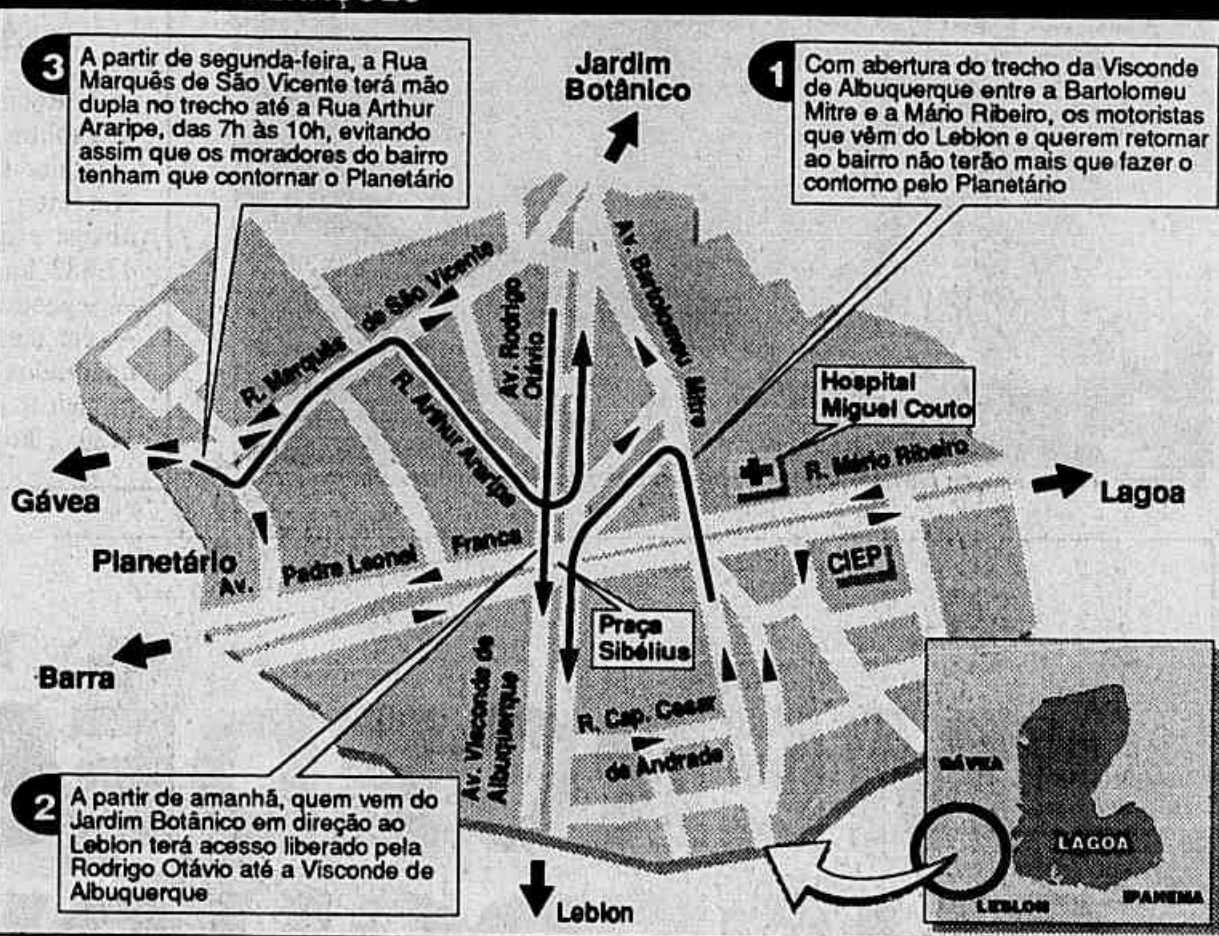 3
A partir de segunda-feira, a Rua
Marquês de São Vicente terá mão
dupla no trecho até a Rua Arthur
Araripe, das 7h às 10h, evitando
assim que os moradores do bairro
tenham que contornar o Planetário
Jardim
Botânico
1
Com abertura do trecho da Visconde
de Albuquerque entre a Bartolomeu
Mitre e a Mário Ribeiro, os motoristas
que vêm do Leblon e querem retornar
ao bairro não terão mais que fazer o
contorno pelo Planetário
R. Marquês de São Vicente
Av. Rodrigo
Otávio
Av. Bartolomeu Mitre
R. Arthur Araripe
Hospital
Miguel Couto
R. Mário Ribeiro
Gávea
Lagoa
Planetário
Av. Padre Leonel Franca
CIEP
Praça
Sibélius
Barra
Av. Visconde de
Albuquerque
R. Cap. Cesar
de Andrade
2
A partir de amanhã, quem vem do
Jardim Botânico em direção ao
Leblon terá acesso liberado pela
Rodrigo Otávio até a Visconde de
Albuquerque
Leblon
GÁVEA
LAGOA
LEBLON
IPANEMA